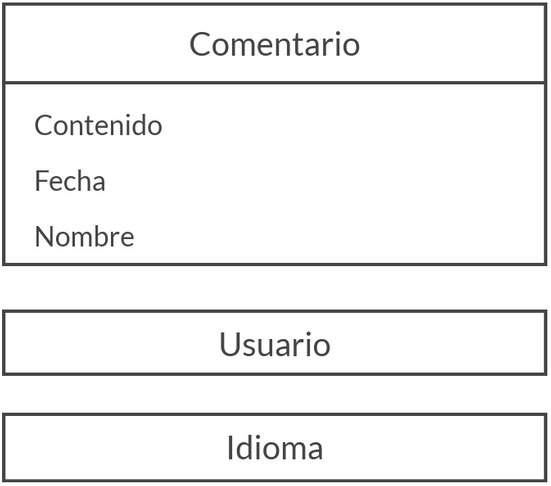 Comentario
Contenido
Fecha
Nombre
Usuario
Idioma